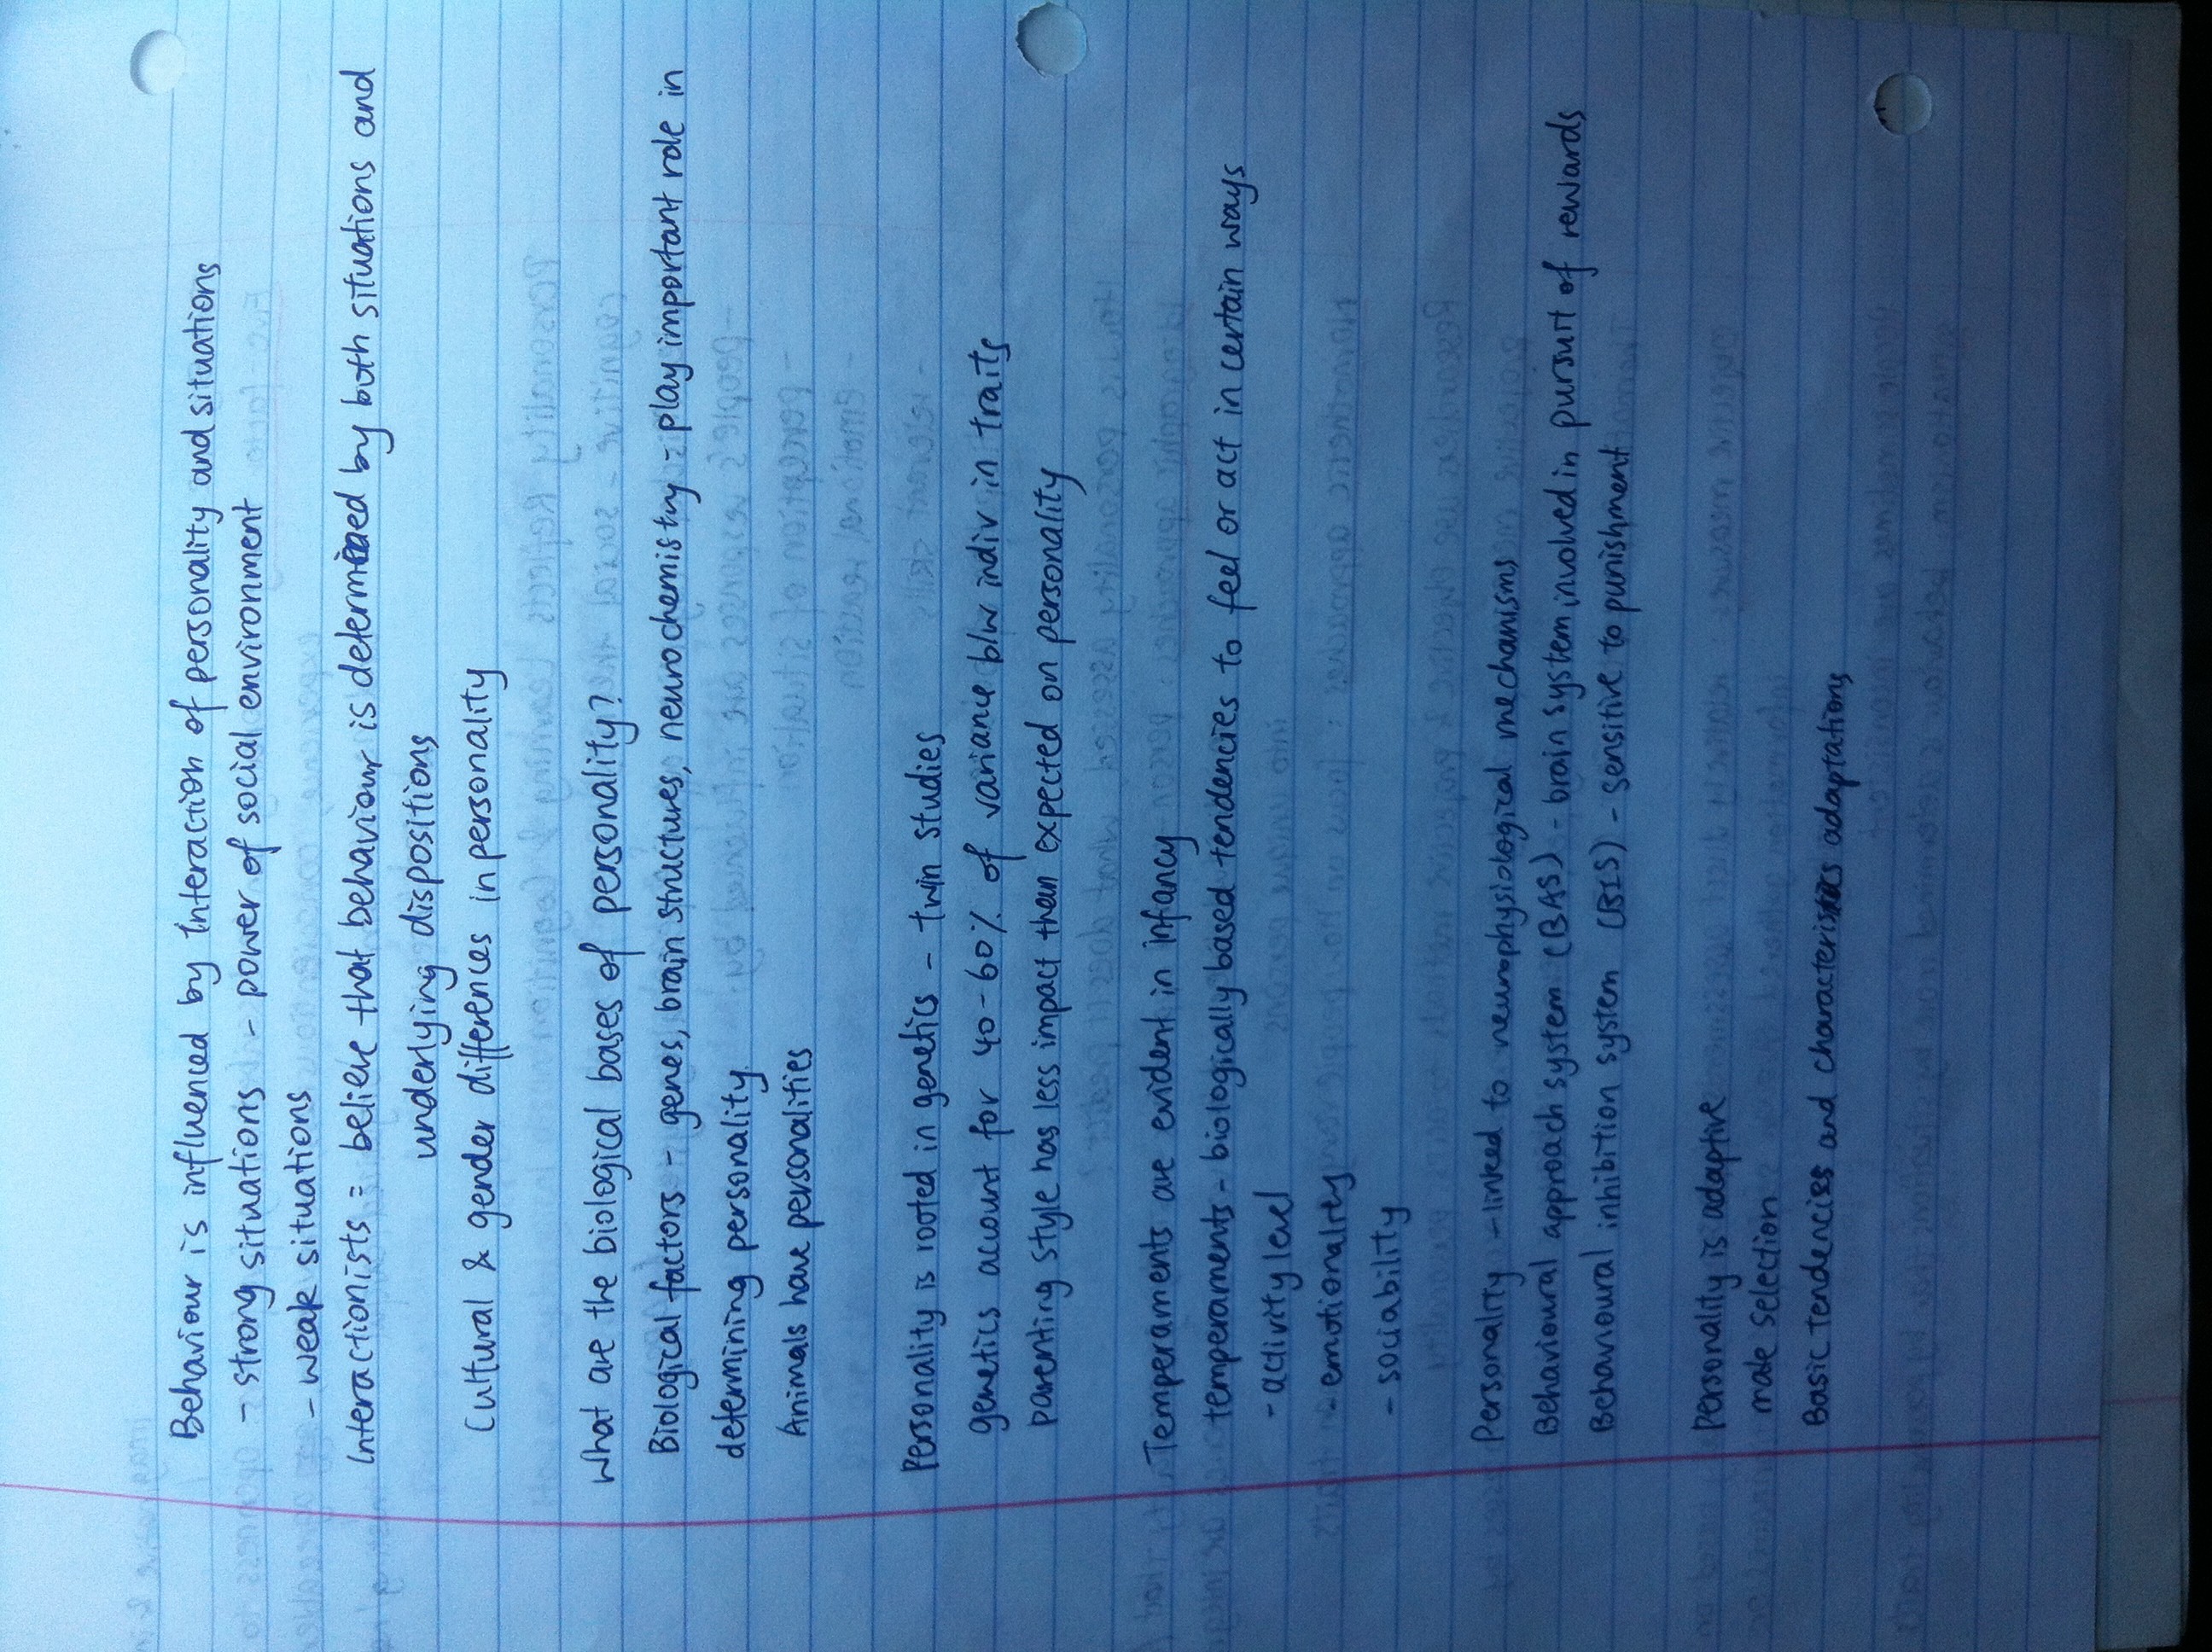 Behaviour is influenced by Interaction of personality and situations
- strong situations - power of social environment
- weak situations
Interactionists = believe that behaviour is determined by both situations and
underlying dispositions
Cultural & gender differences in personality
What are the biological bases of personality?
Biological factors - genes, brain structures, neurochemistry - play important role in
determining personality
Animals have personalities
Personality is rooted in genetics - twin studies
genetics account for 40-60% of variance b/w indiv in traits
parenting style has less impact than expected on personality
Temperaments are evident in infancy
temperaments - biologically based tendencies to feel or act in certain ways
- activity level
- emotionality
- sociability
Personality - linked to neurophysiological mechanisms
Behavioural approach system (BAS) - brain system involved in pursuit of rewards
Behavioural inhibition system (BIS) - sensitive to punishment
Personality is adaptive
mate selection
Basic tendencies and characteristics adaptations